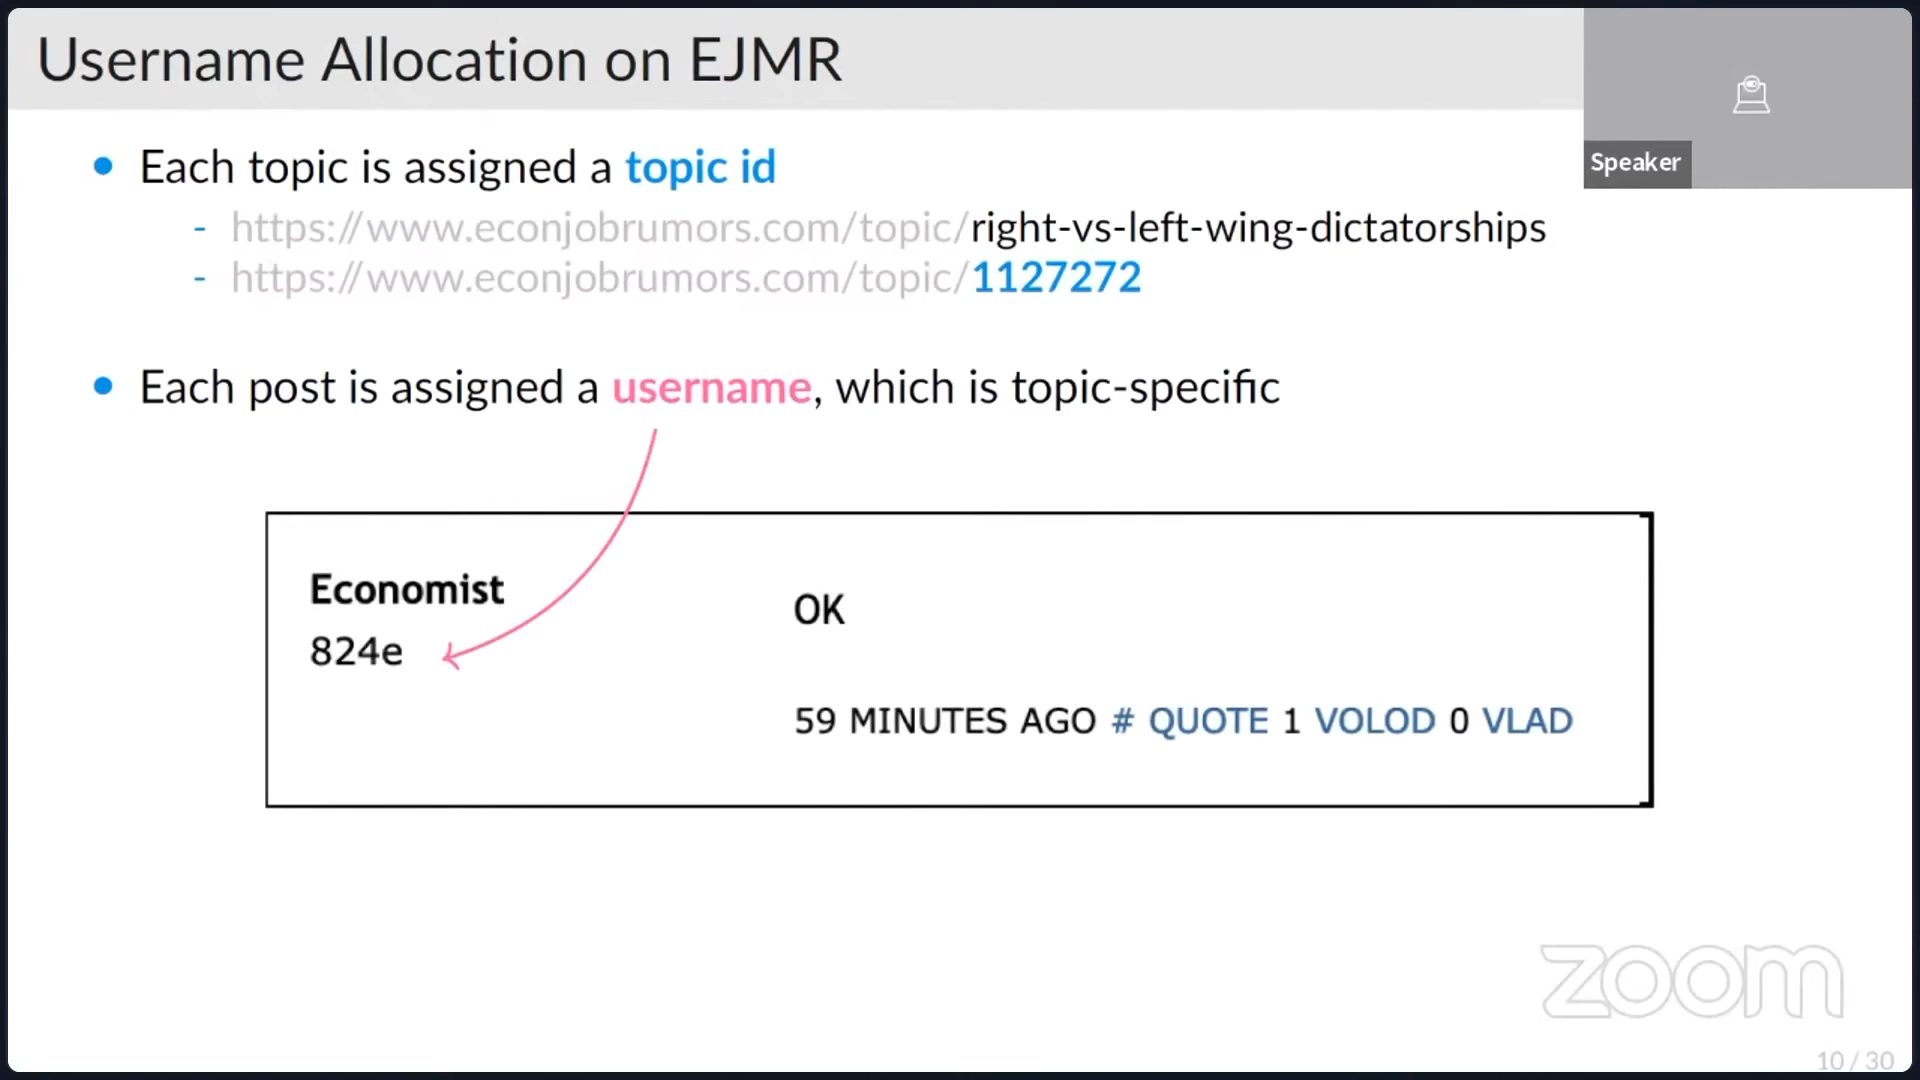 Username Allocation on EJMR
Speaker
Each topic is assigned a topic id
- https://www.econjobrumors.com/topic/right-vs-left-wing-dictatorships
- https://www.econjobrumors.com/topic/1127272
Each post is assigned a username, which is topic-specific
Economist
824e
OK
59 MINUTES AGO # QUOTE 1 VOLOD 0 VLAD
zoom
10 / 30